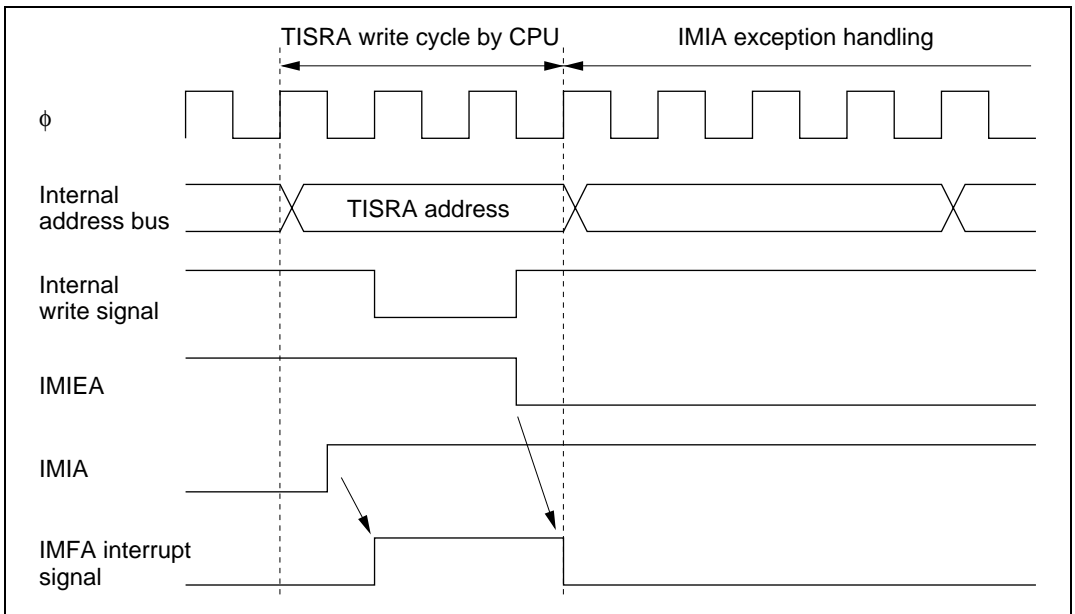 TISRA write cycle by CPU
IMIA exception handling
φ
Internal
address bus
TISRA address
Internal
write signal
IMIEA
IMIA
IMFA interrupt
signal